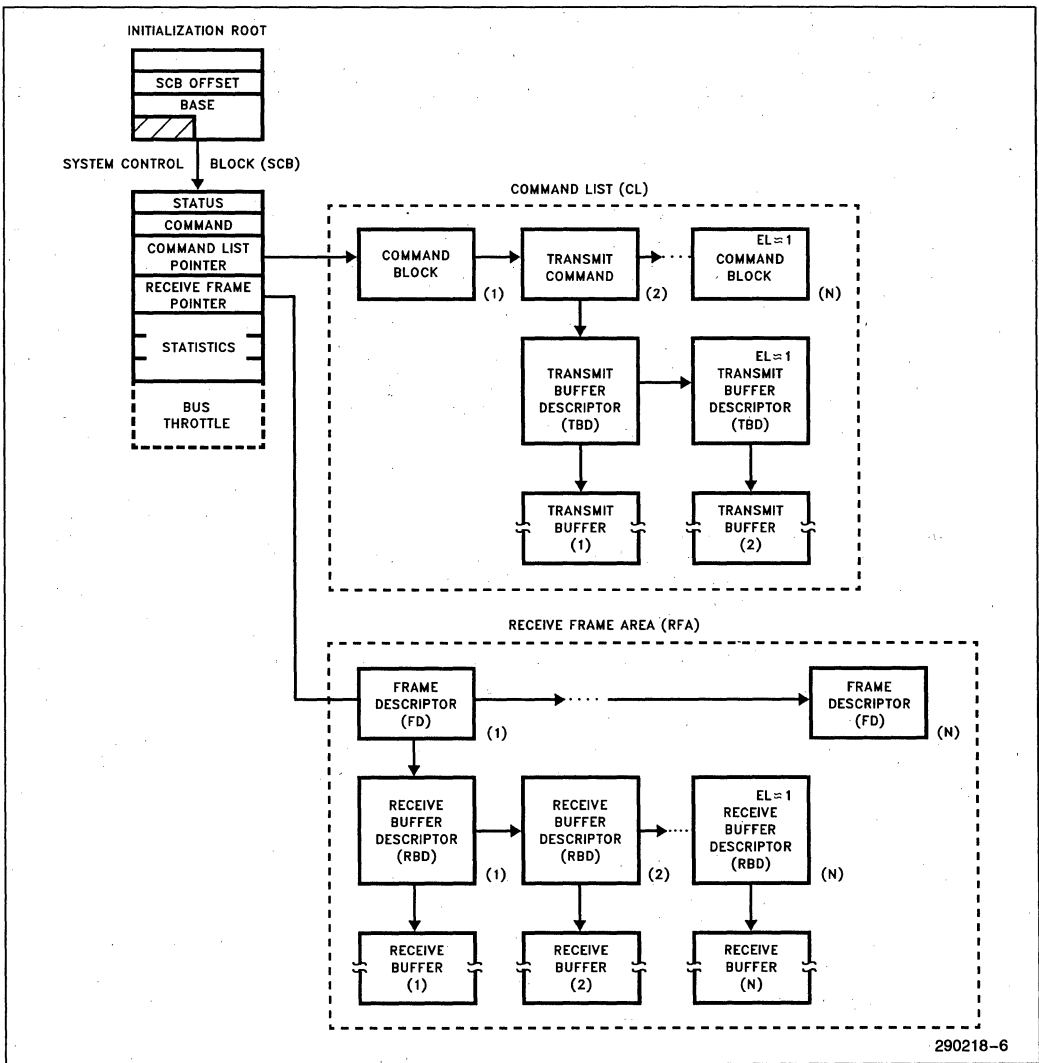 INITIALIZATION ROOT
SCB OFFSET
BASE
SYSTEM CONTROL BLOCK (SCB)
STATUS
COMMAND
COMMAND LIST
POINTER
RECEIVE FRAME
POINTER
STATISTICS
BUS
THROTTLE
COMMAND LIST (CL)
COMMAND
BLOCK
(1)
TRANSMIT
COMMAND
(2)
EL=1
COMMAND
BLOCK
(N)
TRANSMIT
BUFFER
DESCRIPTOR
(TBD)
EL=1
TRANSMIT
BUFFER
DESCRIPTOR
(TBD)
TRANSMIT
BUFFER
(1)
TRANSMIT
BUFFER
(2)
RECEIVE FRAME AREA (RFA)
FRAME
DESCRIPTOR
(FD)
(1)
FRAME
DESCRIPTOR
(FD)
(N)
RECEIVE
BUFFER
DESCRIPTOR
(RBD)
(1)
RECEIVE
BUFFER
DESCRIPTOR
(RBD)
(2)
EL=1
RECEIVE
BUFFER
DESCRIPTOR
(RBD)
(N)
RECEIVE
BUFFER
(1)
RECEIVE
BUFFER
(2)
RECEIVE
BUFFER
(N)
290218-6